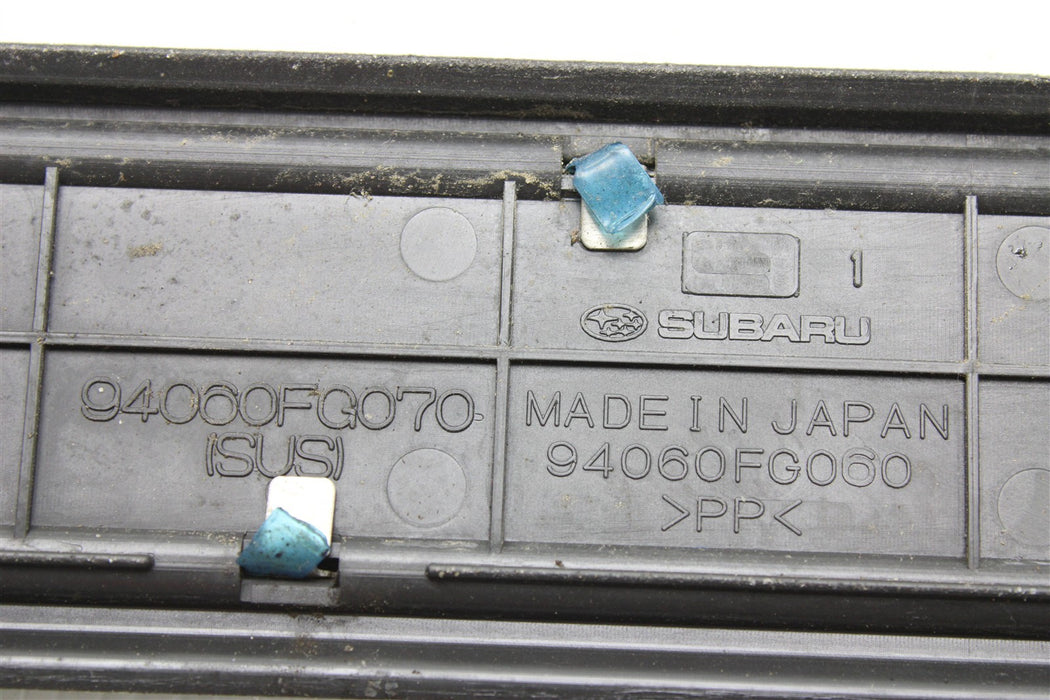 1
SUBARU
94060FG070-
(SUS)
MADE IN JAPAN
94060FG060
>PP<